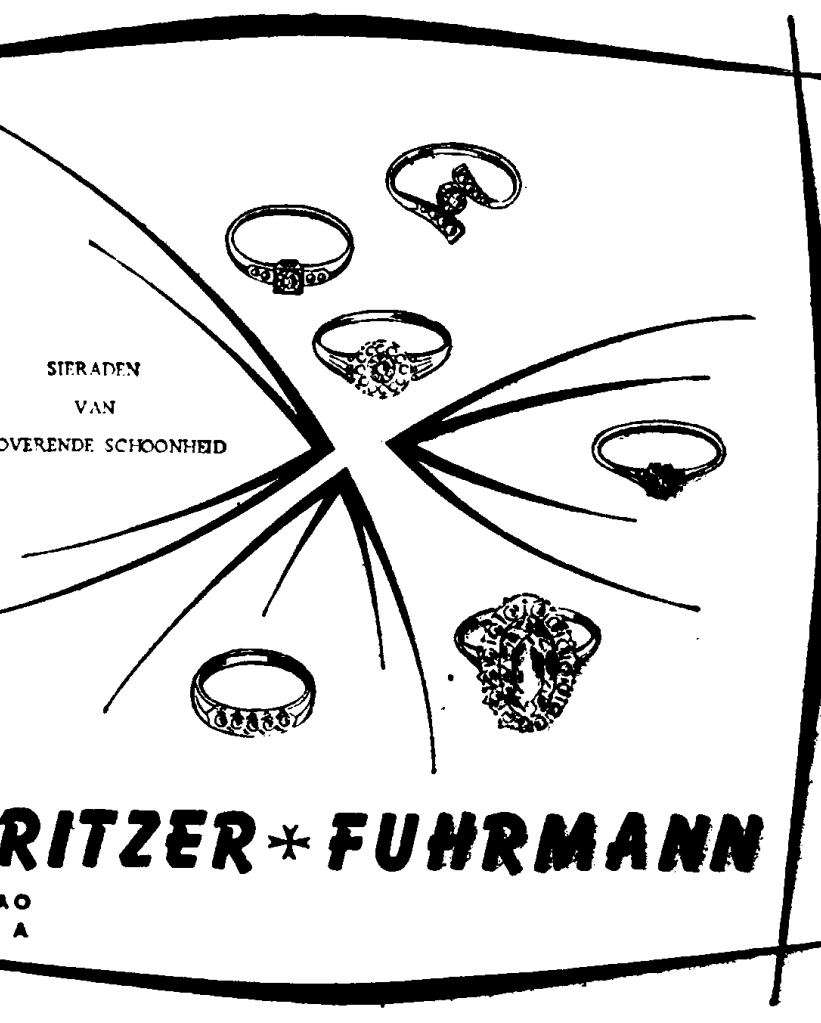 SIERADEN
VAN
OVERENDE SCHOONHEID
RITZER FUHRMANN
AO
A